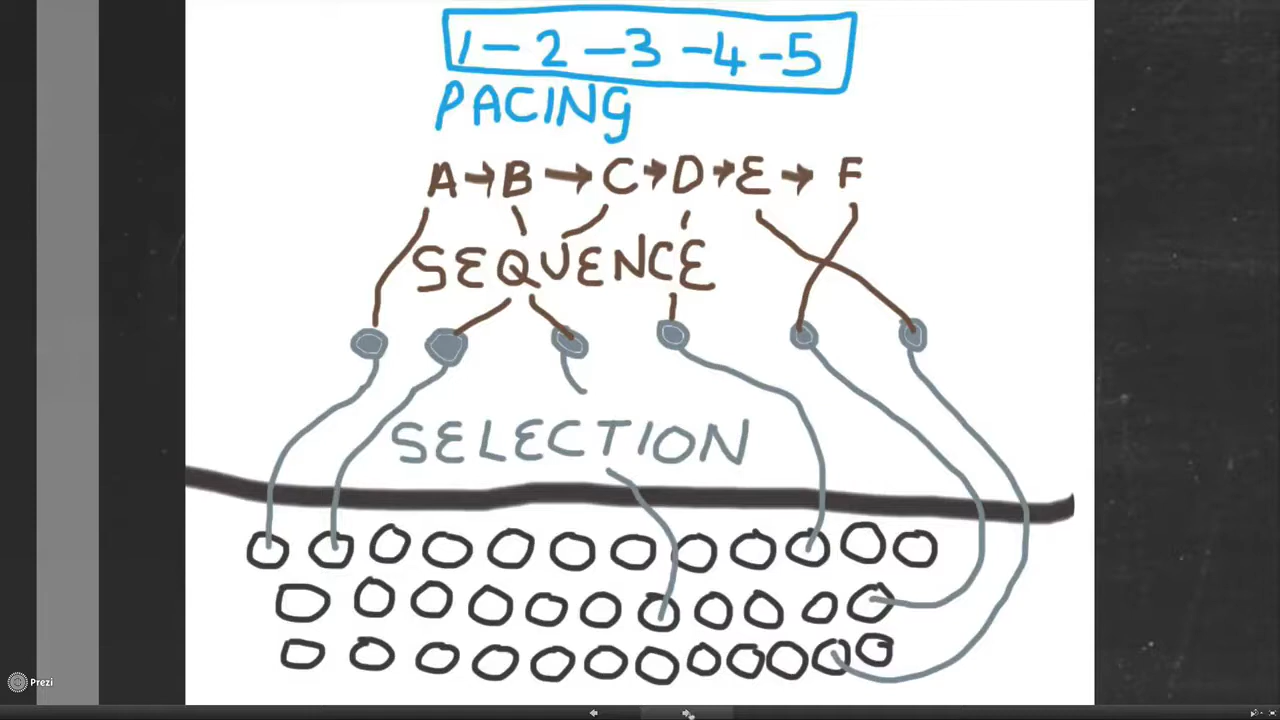 1-2-3-4-5
PACING
A→B→C→D→E→F
SEQUENCE
SELECTION
Prezi